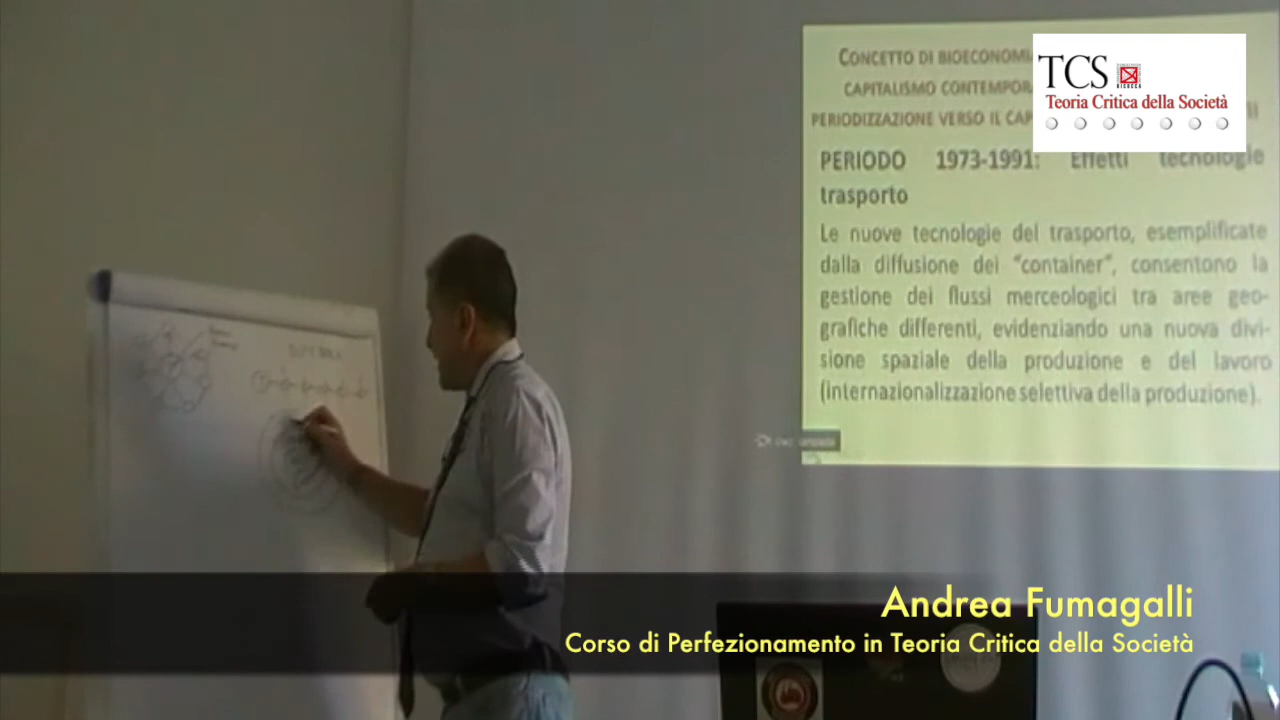 CONCETTO DI BIOECONOMIA
CAPITALISMO CONTEMPOR
PERIODIZZAZIONE VERSO IL CAP
TCS
BICOCCA
Teoria Critica della Società
PERIODO 1973-1991: Effetti tecnologie
trasporto
Le nuove tecnologie del trasporto, esemplificate
dalla diffusione dei "container", consentono la
gestione dei flussi merceologici tra aree geo-
grafiche differenti, evidenziando una nuova divi-
sione spaziale della produzione e del lavoro
(internazionalizzazione selettiva della produzione).
Andrea Fumagalli
Corso di Perfezionamento in Teoria Critica della Società